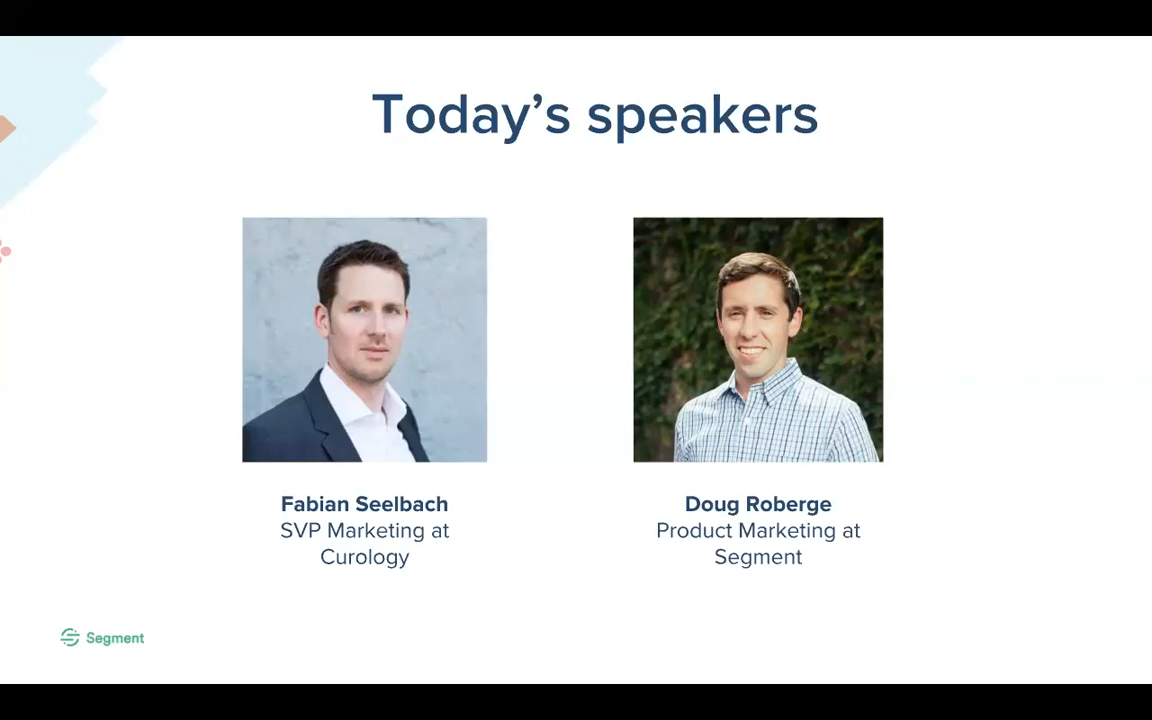 Today’s speakers
Fabian Seelbach
SVP Marketing at
Curology
Doug Roberge
Product Marketing at
Segment
Segment